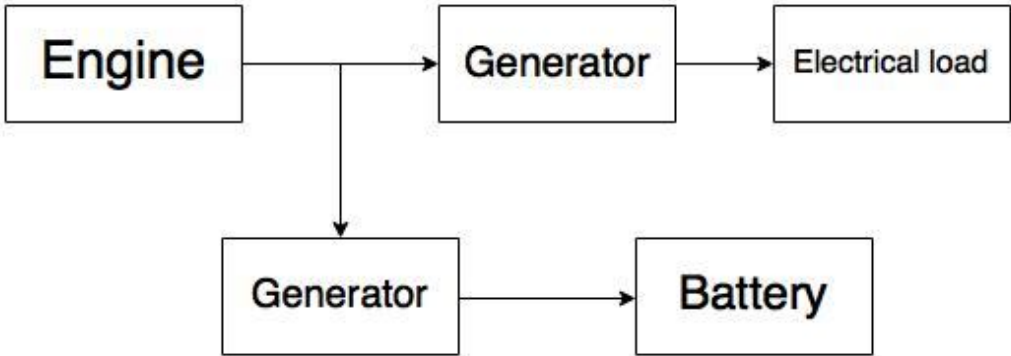 Engine
Generator
Electrical load
Generator
Battery